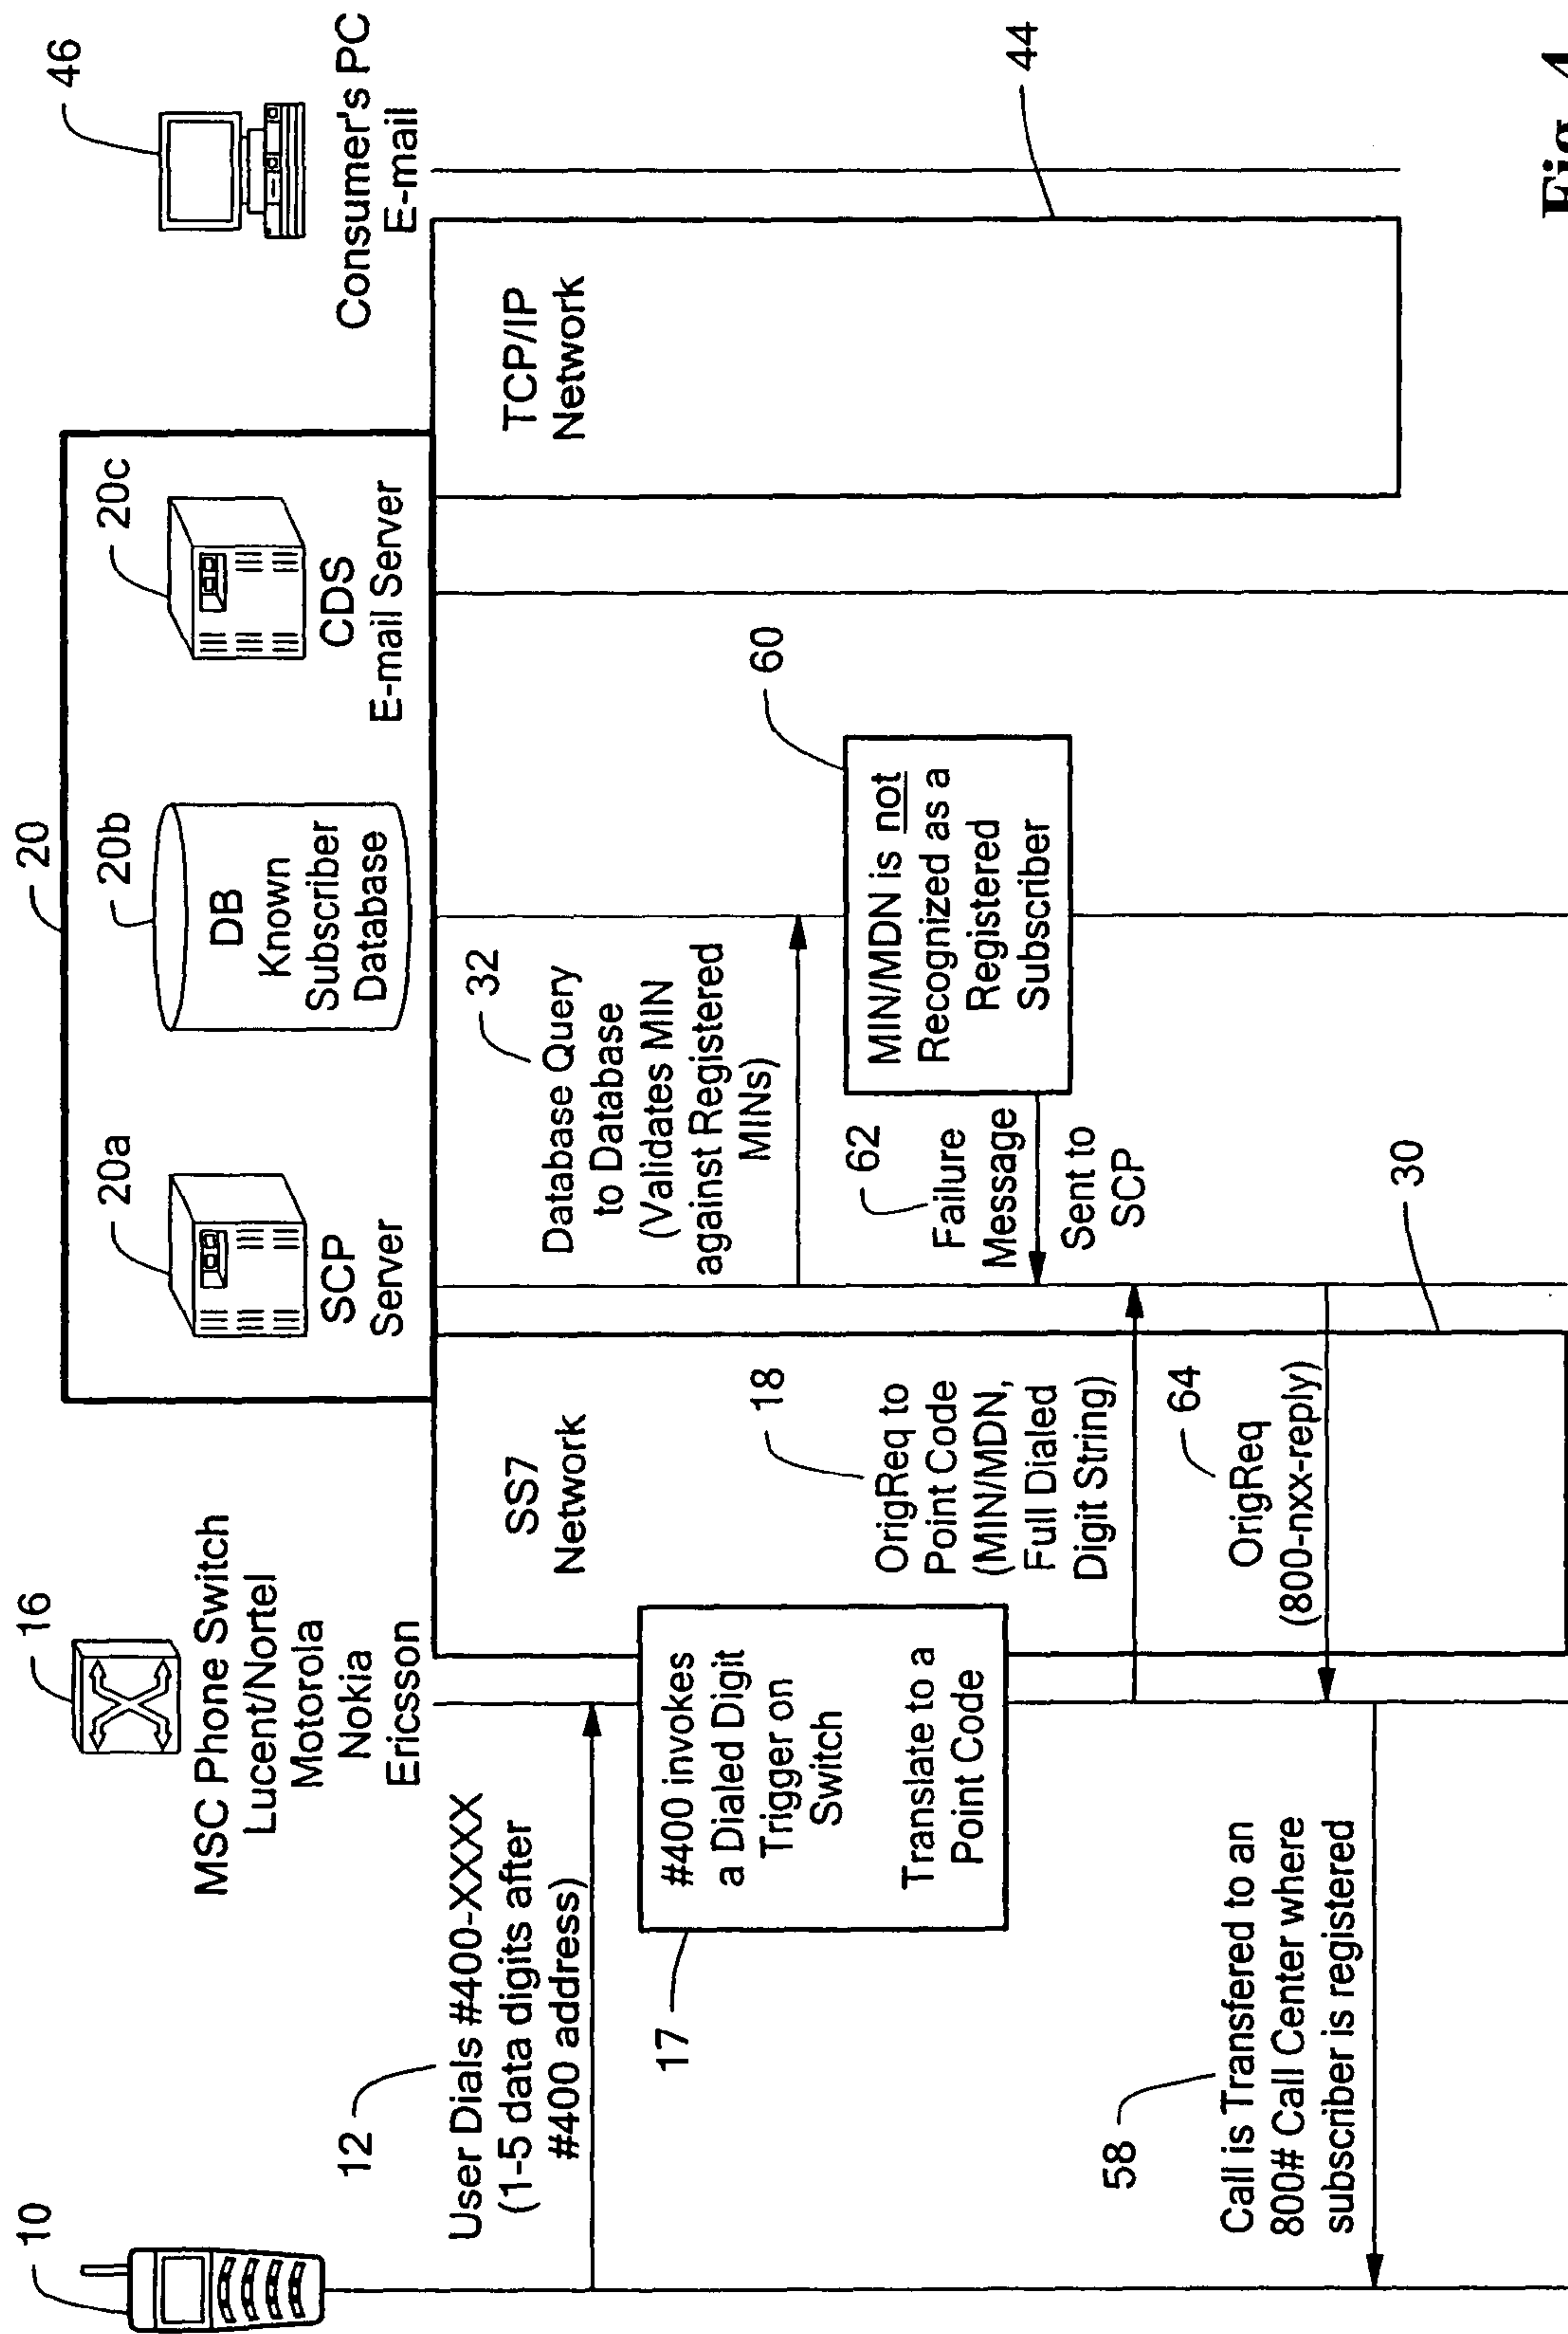 10
16
MSC Phone Switch
Lucent/Nortel
Motorola
Nokia
Ericsson
20
20a
SCP
Server
20b
DB
Known
Subscriber
Database
20c
CDS
E-mail Server
46
Consumer's PC
E-mail
12
User Dials #400-XXXX
(1-5 data digits after
#400 address)
SS7
Network
32
Database Query
to Database
(Validates MIN
against Registered
MINs)
TCP/IP
Network
44
17
#400 invokes
a Dialed Digit
Trigger on
Switch
Translate to a
Point Code
18
OrigReq to
Point Code
(MIN/MDN,
Full Dialed
Digit String)
60
MIN/MDN is not
Recognized as a
Registered
Subscriber
62
Failure
Message
Sent to
SCP
64
OrigReq
(800-nxx-reply)
30
58
Call is Transfered to an
800# Call Center where
subscriber is registered